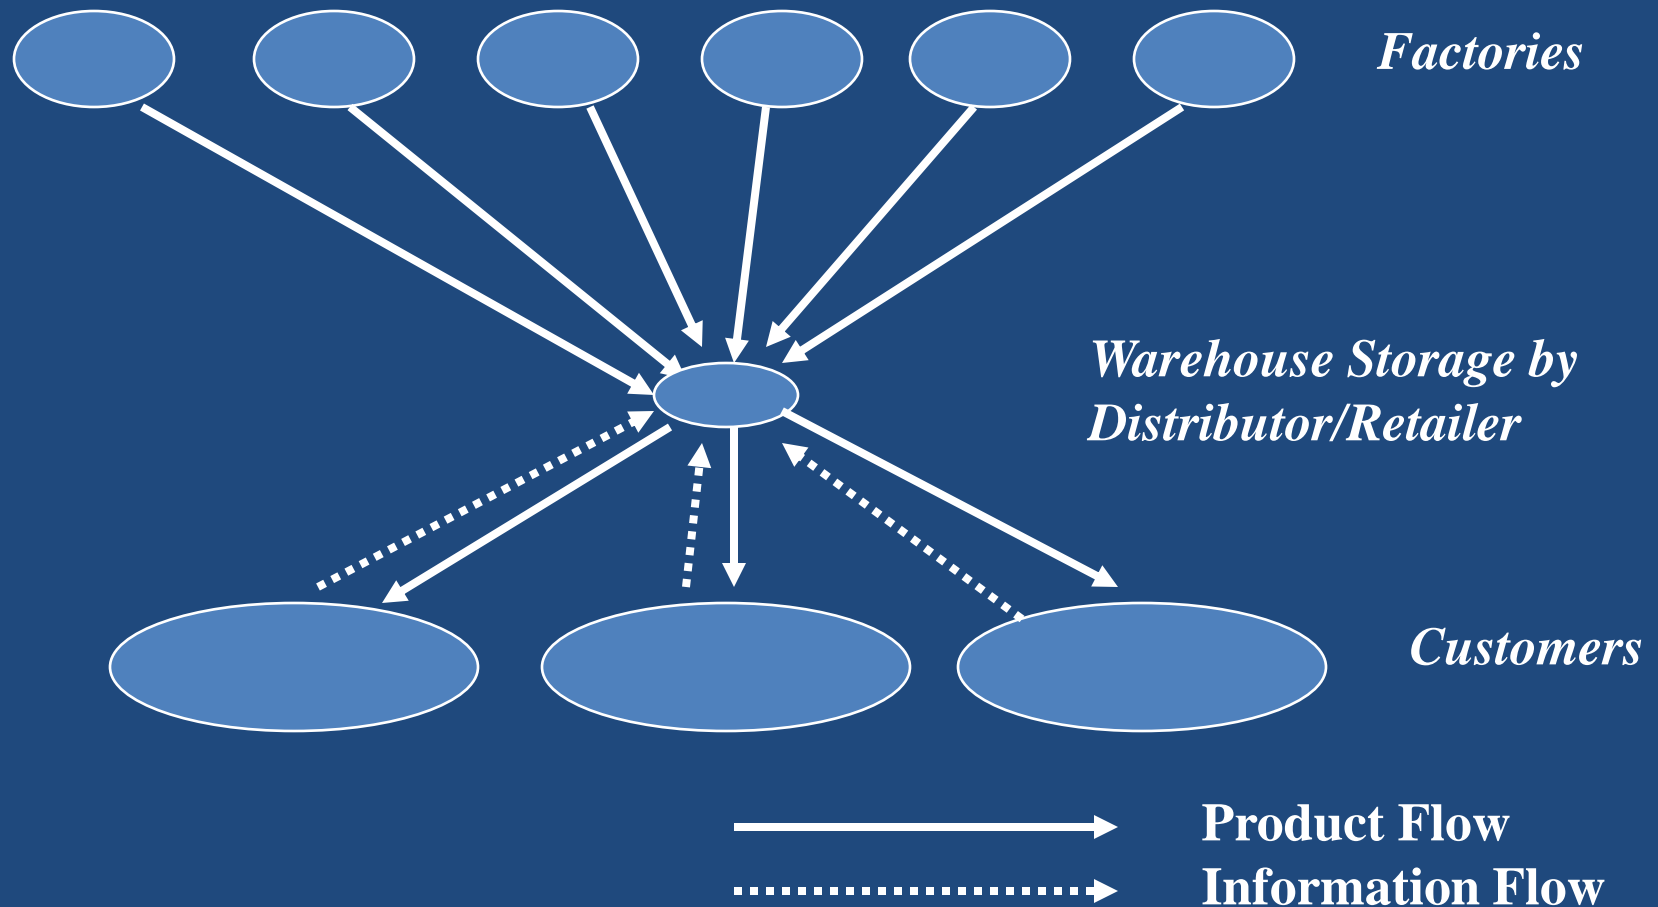 Factories
Warehouse Storage by
Distributor/Retailer
Customers
Product Flow
Information Flow